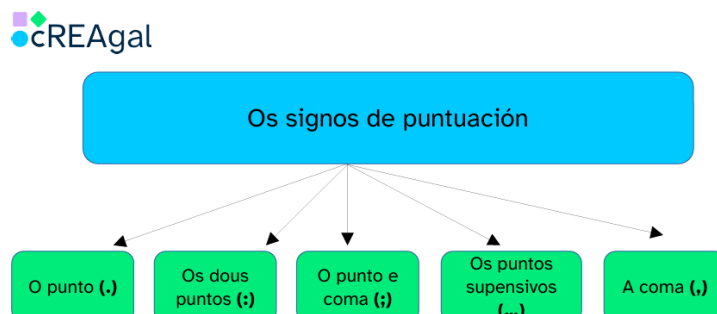 cREAgal
Os signos de puntuación
O punto (.)
Os dous
puntos (:)
O punto e
coma (;)
Os puntos
supensivos
(...)
A coma (,)